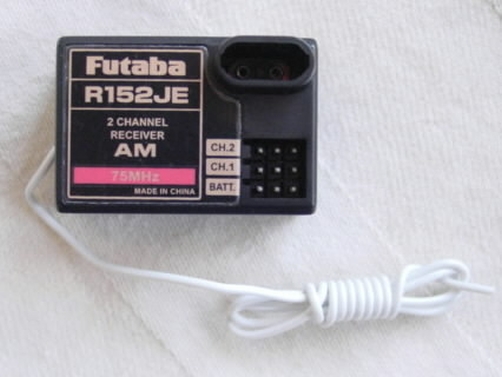 Futaba
R152JE
2 CHANNEL
RECEIVER
AM
75MHz
MADE IN CHINA
CH.2
CH.1
BATT.